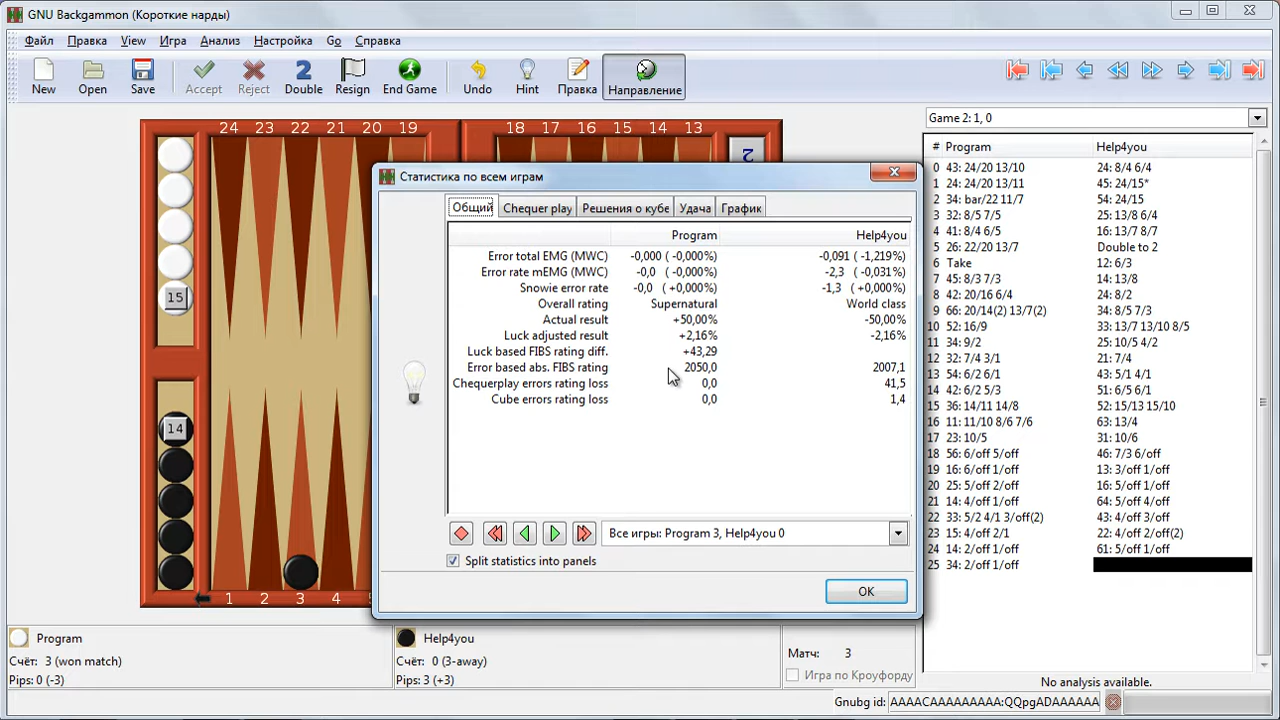 GNU Backgammon (Короткие нарды)
Файл Правка View Игра Анализ Настройка Go Справка
New Open Save Accept Reject Double Resign End Game Undo Hint Правка Направление
2
Game 2: 1, 0
24 23 22 21 20 19 18 17 16 15 14 13
2
15
14
1 2 3 4 5
Статистика по всем играм
Общий Chequer play Решения о кубе Удача График
Program Help4you
Error total EMG (MWC) -0,000 ( -0,000%) -0,091 ( -1,219%)
Error rate mEMG (MWC) -0,0 ( -0,000%) -2,3 ( -0,031%)
Snowie error rate -0,0 ( +0,000%) -1,3 ( +0,000%)
Overall rating Supernatural World class
Actual result +50,00% -50,00%
Luck adjusted result +2,16% -2,16%
Luck based FIBS rating diff. +43,29
Error based abs. FIBS rating 2050,0 2007,1
Chequerplay errors rating loss 0,0 41,5
Cube errors rating loss 0,0 1,4
Все игры: Program 3, Help4you 0
Split statistics into panels
OK
# Program Help4you
0 43: 24/20 13/10 24: 8/4 6/4
1 24: 24/20 13/11 45: 24/15*
2 34: bar/22 11/7 54: 24/15
3 32: 8/5 7/5 25: 13/8 6/4
4 41: 8/4 6/5 16: 13/7 8/7
5 26: 22/20 13/7 Double to 2
6 Take 12: 6/3
7 45: 8/3 7/3 14: 13/8
8 42: 20/16 6/4 24: 8/2
9 66: 20/14(2) 13/7(2) 34: 8/5 7/3
10 52: 16/9 33: 13/7 13/10 8/5
11 34: 9/2 25: 10/5 4/2
12 32: 7/4 3/1 21: 7/4
13 54: 14/5 22: 14/8 6/4
14 42: 6/2 5/3 51: 6/5 6/1
15 36: 14/11 14/8 52: 15/13 15/10
16 11: 11/10 8/6 7/6 63: 13/4
17 23: 10/5 31: 10/6
18 56: 6/off 5/off 46: 7/3 6/off
19 16: 6/off 1/off 13: 3/off 1/off
20 25: 5/off 2/off 16: 5/off 1/off
21 14: 4/off 1/off 64: 5/off 4/off
22 33: 5/2 4/1 3/off(2) 43: 4/off 3/off
23 15: 4/off 2/1 22: 4/off 2/off(2)
24 14: 2/off 1/off 61: 5/off 1/off
25 34: 2/off 1/off
Program
Счёт: 3 (won match)
Pips: 0 (-3)
Help4you
Счёт: 0 (3-away)
Pips: 3 (+3)
Матч: 3
Игра по Кроуфорду
No analysis available.
Gnubg id: AAAACAAAAAAAA:QQpgADAAAAAA